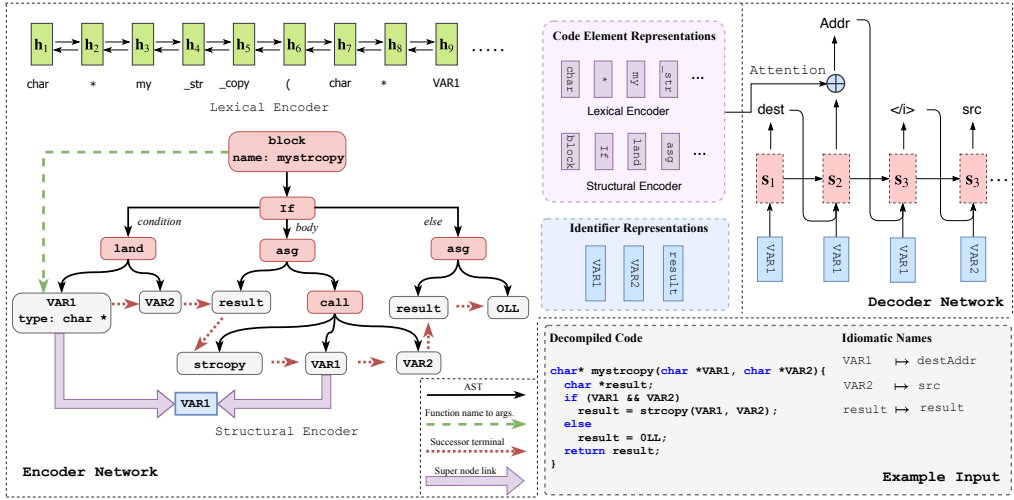 h1 h2 h3 h4 h5 h6 h7 h8 h9 .....
char * my _str _copy ( char * VAR1
Lexical Encoder
block
name: mystrcopy
If
condition body else
land asg asg
VAR1
type: char *
VAR2 result call result OLL
strcopy VAR1 VAR2
VAR1
Structural Encoder
Encoder Network
AST
Function name to args.
Successor terminal
Super node link
Code Element Representations
char * my _str ...
Lexical Encoder
block If land asg ...
Structural Encoder
Identifier Representations
VAR1 VAR2 result
Addr
Attention
dest </i> src
s1 s2 s3 s3 ...
VAR1 VAR1 VAR1 VAR2
Decoder Network
Decompiled Code
char* mystrcopy(char *VAR1, char *VAR2){
char *result;
if (VAR1 && VAR2)
result = strcopy(VAR1, VAR2);
else
result = 0LL;
return result;
}
Idiomatic Names
VAR1 ↦ destAddr
VAR2 ↦ src
result ↦ result
Example Input